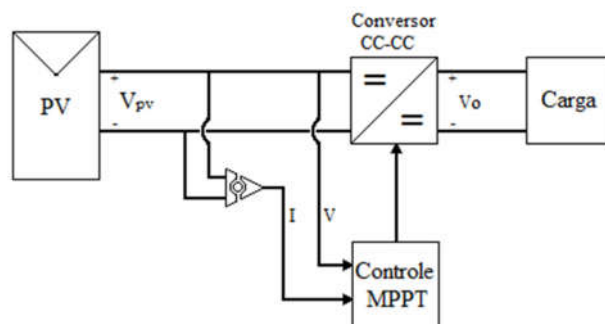 Conversor
CC-CC
+
PV
Vpv
-
=
=
+
Vo
-
Carga
I
V
Controle
MPPT